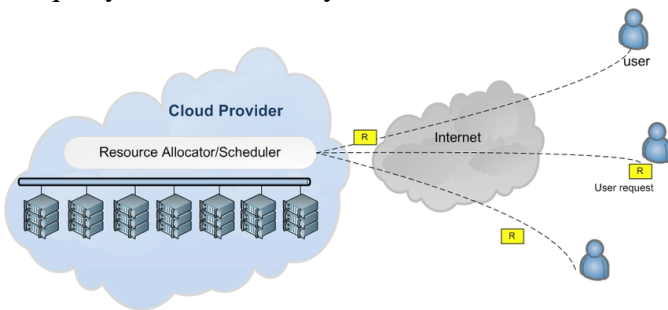 user
Cloud Provider
R
Internet
Resource Allocator/Scheduler
R
User request
R